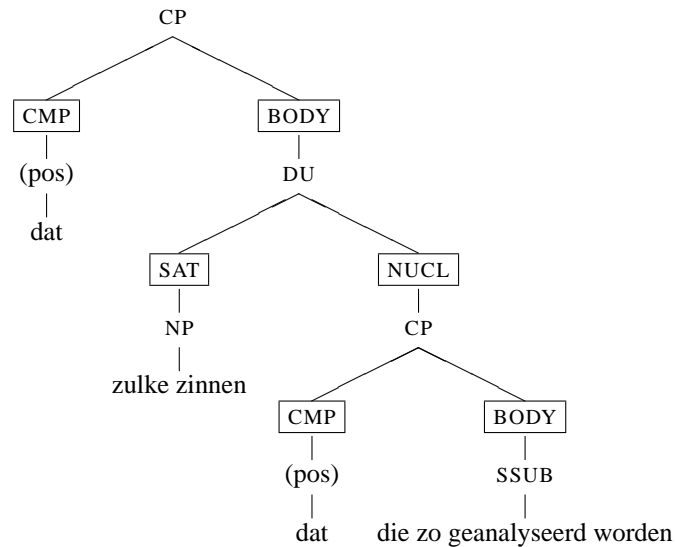 CP
CMP BODY
(pos) DU
dat
SAT NUCL
NP CP
zulke zinnen
CMP BODY
(pos) SSUB
dat die zo geanalyseerd worden